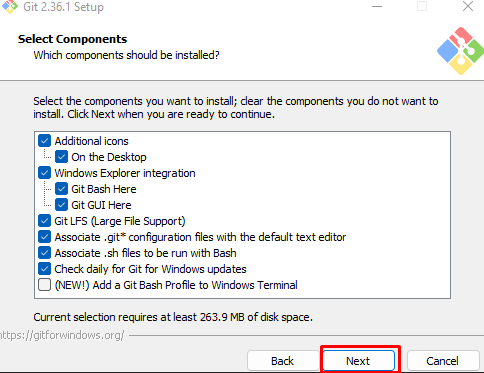 Git 2.36.1 Setup
Select Components
Which components should be installed?
Select the components you want to install; clear the components you do not want to
install. Click Next when you are ready to continue.
Additional icons
On the Desktop
Windows Explorer integration
Git Bash Here
Git GUI Here
Git LFS (Large File Support)
Associate .git* configuration files with the default text editor
Associate .sh files to be run with Bash
Check daily for Git for Windows updates
(NEW!) Add a Git Bash Profile to Windows Terminal
Current selection requires at least 263.9 MB of disk space.
https://gitforwindows.org/
Back Next Cancel